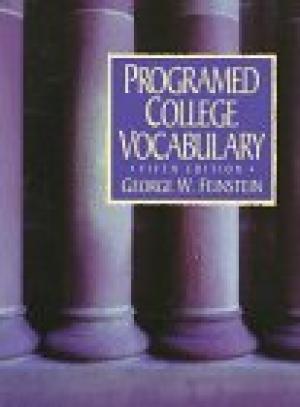 PROGRAMED
COLLEGE
VOCABULARY
• FIFTH EDITION •
GEORGE W. FEINSTEIN